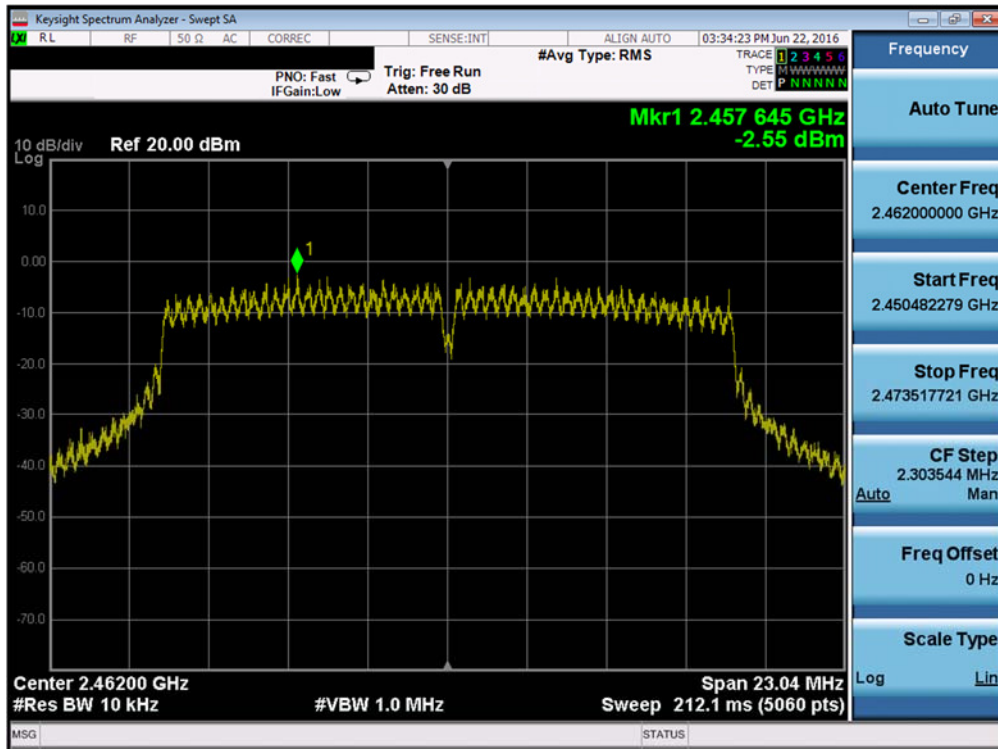 Keysight Spectrum Analyzer - Swept SA
LXI RL RF 50 Ω AC CORREC SENSE:INT ALIGN AUTO 03:34:23 PM Jun 22, 2016
Frequency
#Avg Type: RMS
TRACE 1 2 3 4 5 6
PNO: Fast Trig: Free Run
TYPE M WWWWW
IFGain:Low Atten: 30 dB
DET P N N N N N
Auto Tune
Mkr1 2.457 645 GHz
-2.55 dBm
10 dB/div Ref 20.00 dBm
Log
Center Freq
2.462000000 GHz
10.0
0.00
1
Start Freq
2.450482279 GHz
-10.0
-20.0
Stop Freq
2.473517721 GHz
-30.0
-40.0
CF Step
2.303544 MHz
Auto Man
-50.0
-60.0
Freq Offset
0 Hz
-70.0
Scale Type
Log Lin
Center 2.46200 GHz Span 23.04 MHz
#Res BW 10 kHz #VBW 1.0 MHz Sweep 212.1 ms (5060 pts)
MSG STATUS